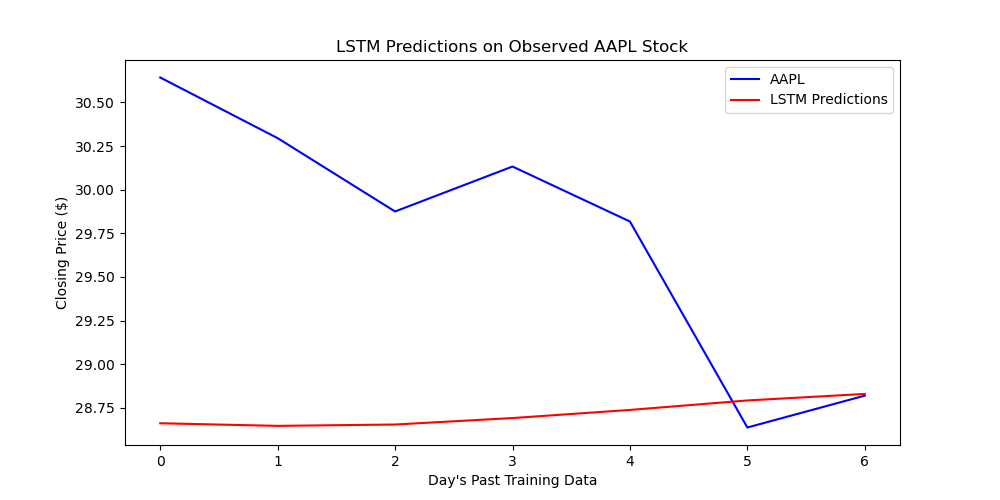 LSTM Predictions on Observed AAPL Stock
AAPL
LSTM Predictions
30.50
30.25
30.00
29.75
29.50
29.25
29.00
28.75
Closing Price ($)
0 1 2 3 4 5 6
Day's Past Training Data